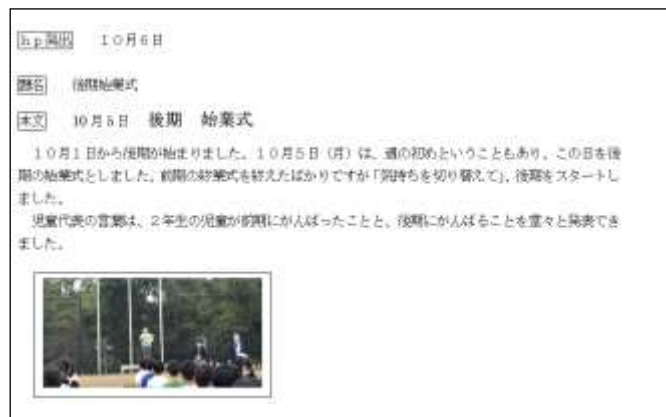 hp掲出 10月6日
題名 後期始業式
本文 10月5日 後期 始業式
10月1日から後期が始まりました。10月5日(月)は、週の初めということもあり、この日を後
期の始業式としました。前期の終業式を終えたばかりですが「気持ちを切り替えて」、後期をスタートし
ました。
児童代表の言葉は、2年生の児童が前期にがんばったことと、後期にがんばることを堂々と発表でき
ました。